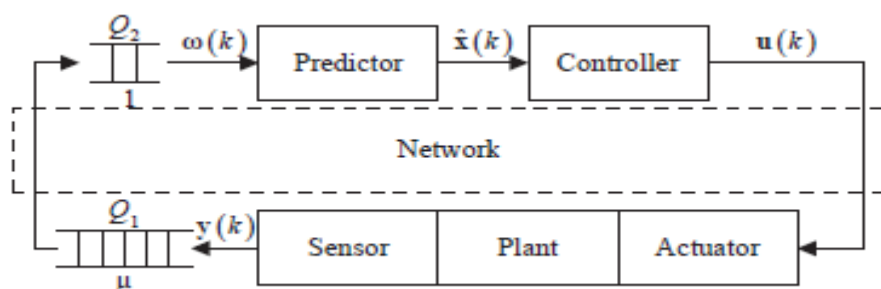 Q₂ ω(k) x̂(k) u(k)
Predictor Controller
1
Network
Q₁ y(k)
Sensor Plant Actuator
μ